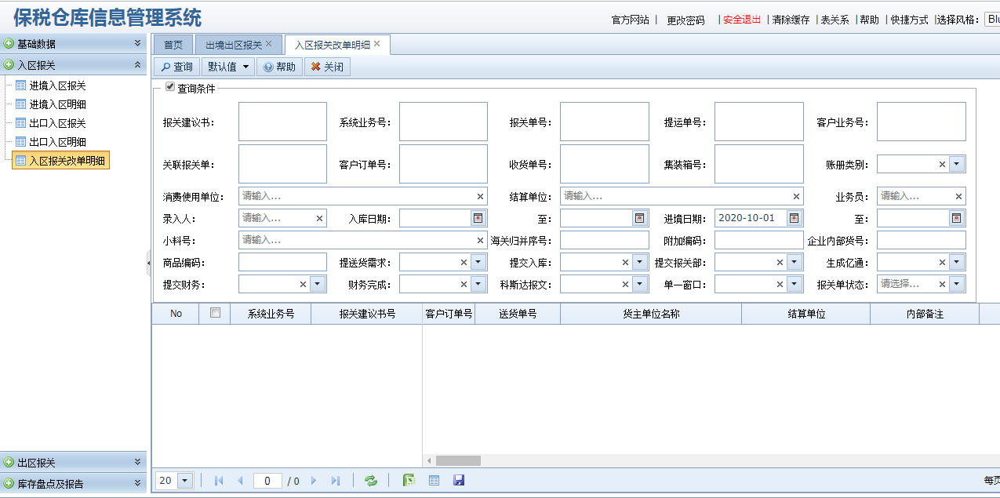 保税仓库信息管理系统
官方网站 | 更改密码 | 安全退出 | 清除缓存 | 表关系 | 帮助 | 快捷方式 | 选择风格: Blu
基础数据
入区报关
进境入区报关
进境入区明细
出口入区报关
出口入区明细
入区报关改单明细
出区报关
库存盘点及报告
首页 出境出区报关 入区报关改单明细
查询 默认值 帮助 关闭
查询条件
报关建议书: 系统业务号: 报关单号: 提运单号: 客户业务号:
关联报关单: 客户订单号: 收货单号: 集装箱号: 账册类别:
消费使用单位: 请输入... 结算单位: 请输入... 业务员: 请输入...
录入人: 请输入... 入库日期: 至: 进境日期: 2020-10-01 至:
小料号: 请输入... 海关归并序号: 附加编码: 企业内部货号:
商品编码: 提送货需求: 提交入库: 提交报关部: 生成亿通:
提交财务: 财务完成: 科斯达报文: 单一窗口: 报关单状态: 请选择...
No 系统业务号 报关建议书号 客户订单号 送货单号 货主单位名称 结算单位 内部备注
20 0 / 0 每页